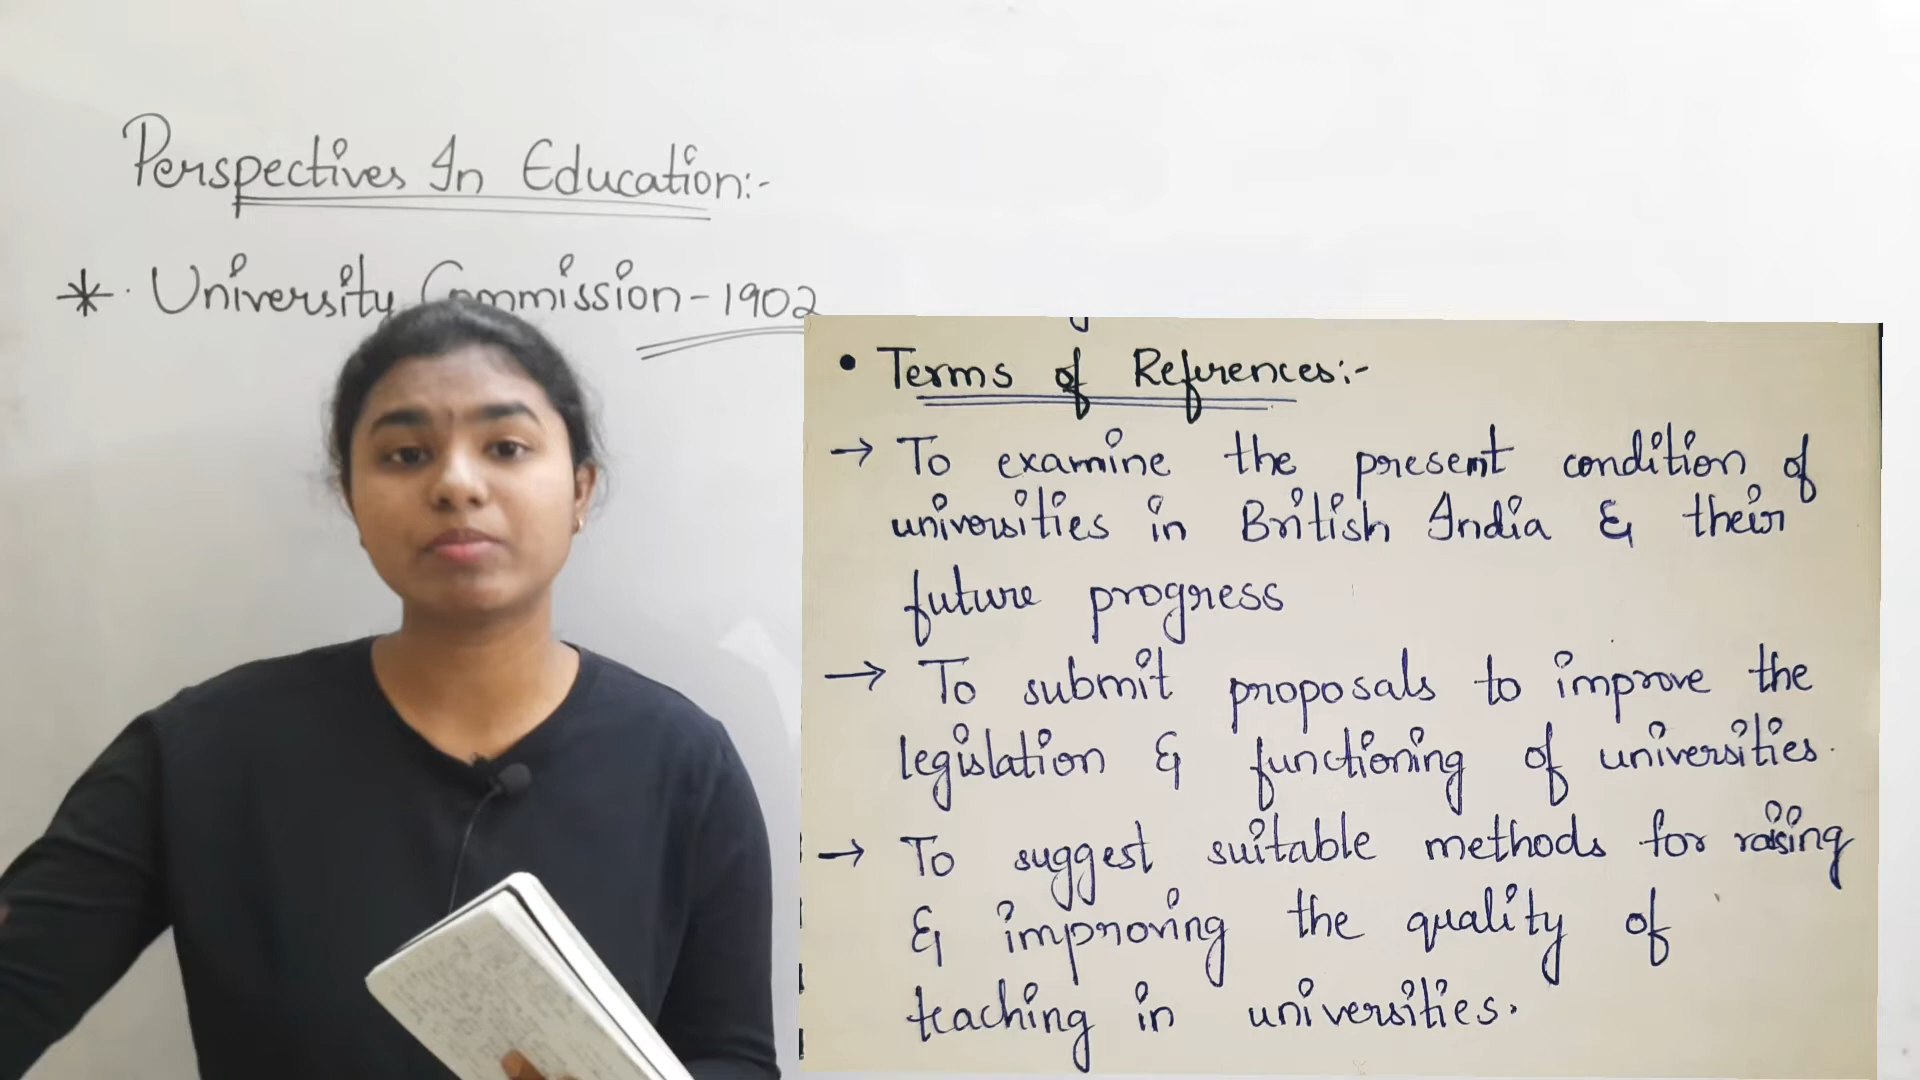 Perspectives In Education:-
* University Commission-1902
• Terms of References:-
→ To examine the present condition of
universities in British India & their
future progress
→ To submit proposals to improve the
legislation & functioning of universities.
→ To suggest suitable methods for raising
& improving the quality of
teaching in universities.